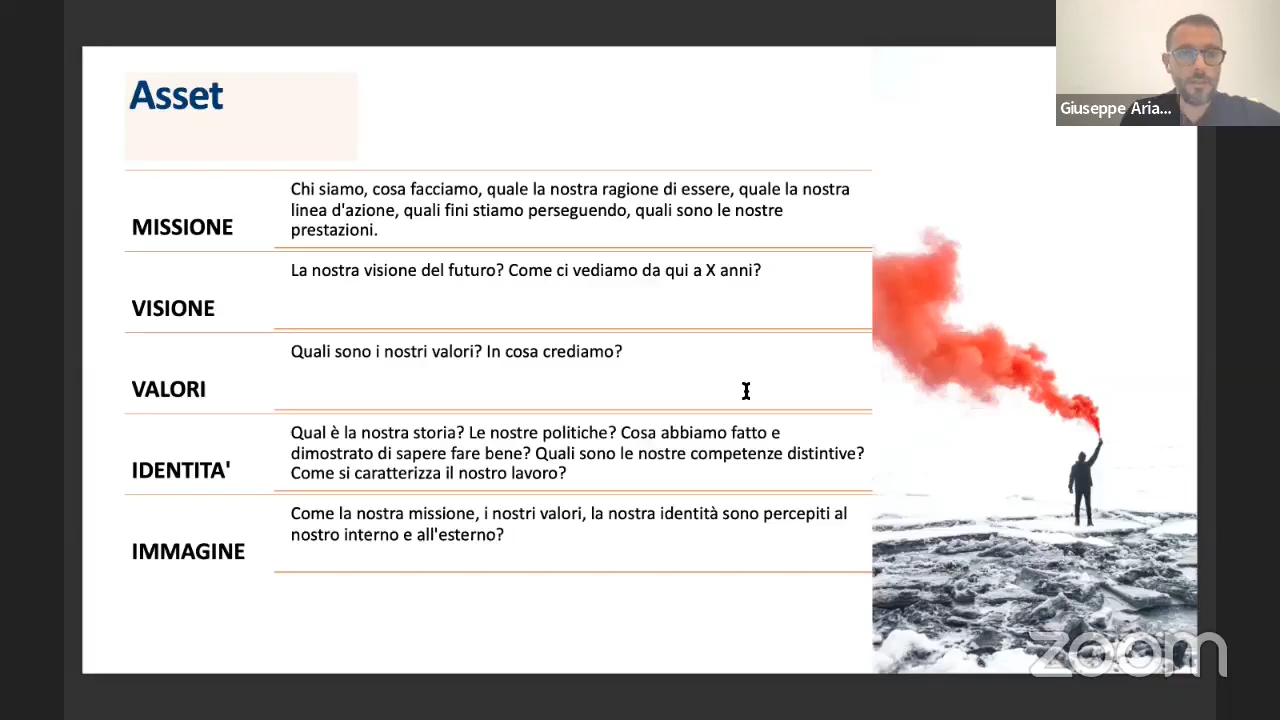 Asset
MISSIONE
Chi siamo, cosa facciamo, quale la nostra ragione di essere, quale la nostra
linea d'azione, quali fini stiamo perseguendo, quali sono le nostre
prestazioni.
VISIONE
La nostra visione del futuro? Come ci vediamo da qui a X anni?
VALORI
Quali sono i nostri valori? In cosa crediamo?
IDENTITA'
Qual è la nostra storia? Le nostre politiche? Cosa abbiamo fatto e
dimostrato di sapere fare bene? Quali sono le nostre competenze distintive?
Come si caratterizza il nostro lavoro?
IMMAGINE
Come la nostra missione, i nostri valori, la nostra identità sono percepiti al
nostro interno e all'esterno?
Giuseppe Aria...
zoom